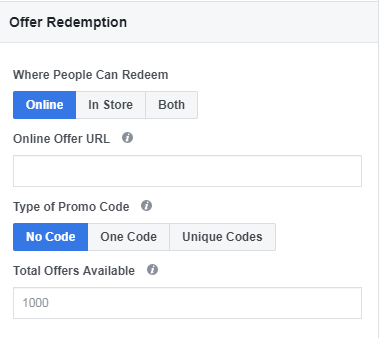 Offer Redemption
Where People Can Redeem
Online In Store Both
Online Offer URL i
Type of Promo Code i
No Code One Code Unique Codes
Total Offers Available i
1000